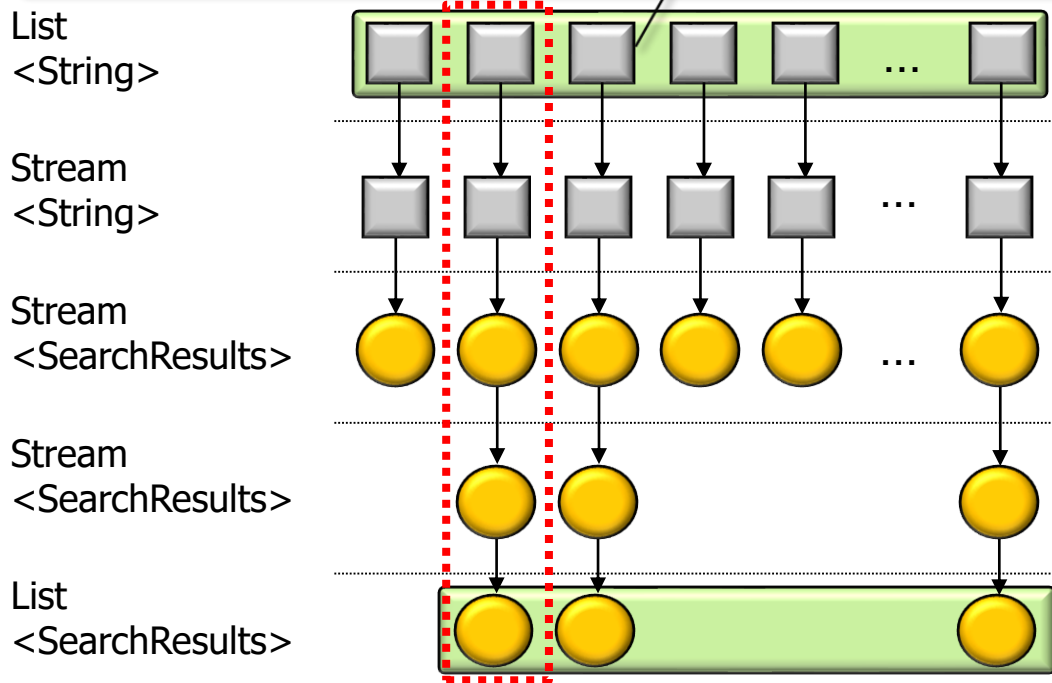 List
<String>
...
Stream
<String>
...
Stream
<SearchResults>
...
Stream
<SearchResults>
List
<SearchResults>